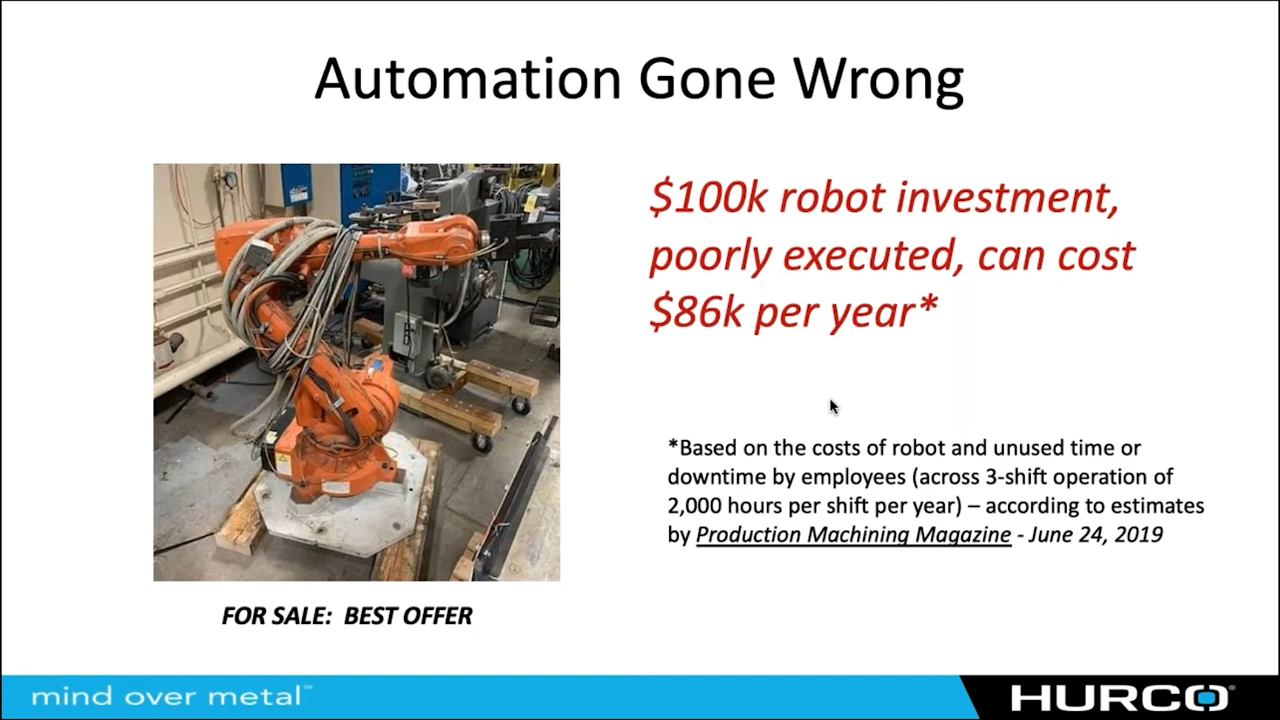 Automation Gone Wrong
$100k robot investment,
poorly executed, can cost
$86k per year*
*Based on the costs of robot and unused time or
downtime by employees (across 3-shift operation of
2,000 hours per shift per year) – according to estimates
by Production Machining Magazine - June 24, 2019
FOR SALE:  BEST OFFER
mind over metal™
HURCO®